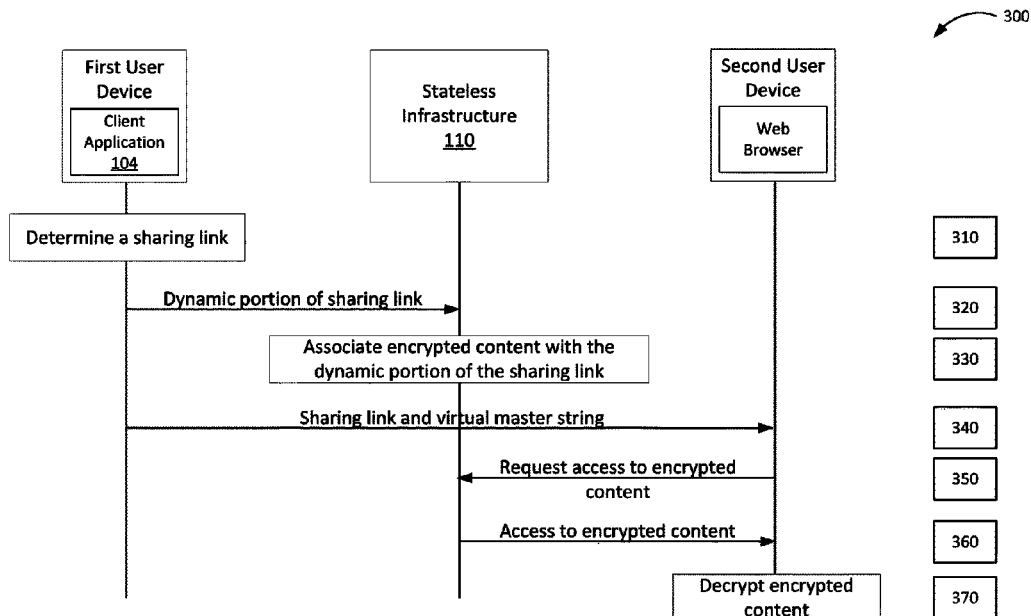 300
First User
Device
Client
Application
104
Stateless
Infrastructure
110
Second User
Device
Web
Browser
Determine a sharing link
310
Dynamic portion of sharing link
320
Associate encrypted content with the
dynamic portion of the sharing link
330
Sharing link and virtual master string
340
Request access to encrypted
content
350
Access to encrypted content
360
Decrypt encrypted
content
370